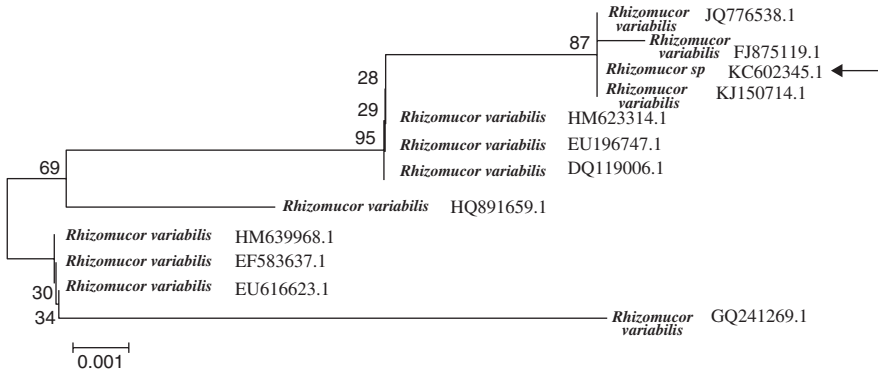 Rhizomucor variabilis JQ776538.1
87
Rhizomucor variabilis FJ875119.1
Rhizomucor sp KC602345.1
28
Rhizomucor variabilis KJ150714.1
29
Rhizomucor variabilis HM623314.1
95
Rhizomucor variabilis EU196747.1
Rhizomucor variabilis DQ119006.1
69
Rhizomucor variabilis HQ891659.1
Rhizomucor variabilis HM639968.1
Rhizomucor variabilis EF583637.1
30
Rhizomucor variabilis EU616623.1
34
Rhizomucor variabilis GQ241269.1
0.001